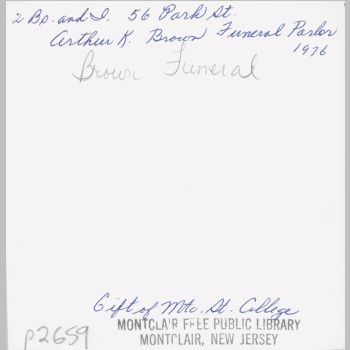 2 Bp. and I. 56 Park St.
Arthur K. Brown Funeral Parlor
1976
Brown Funeral
Gift of Mtc. St. College
MONTCLAIR FREE PUBLIC LIBRARY
MONTCLAIR, NEW JERSEY
p2659